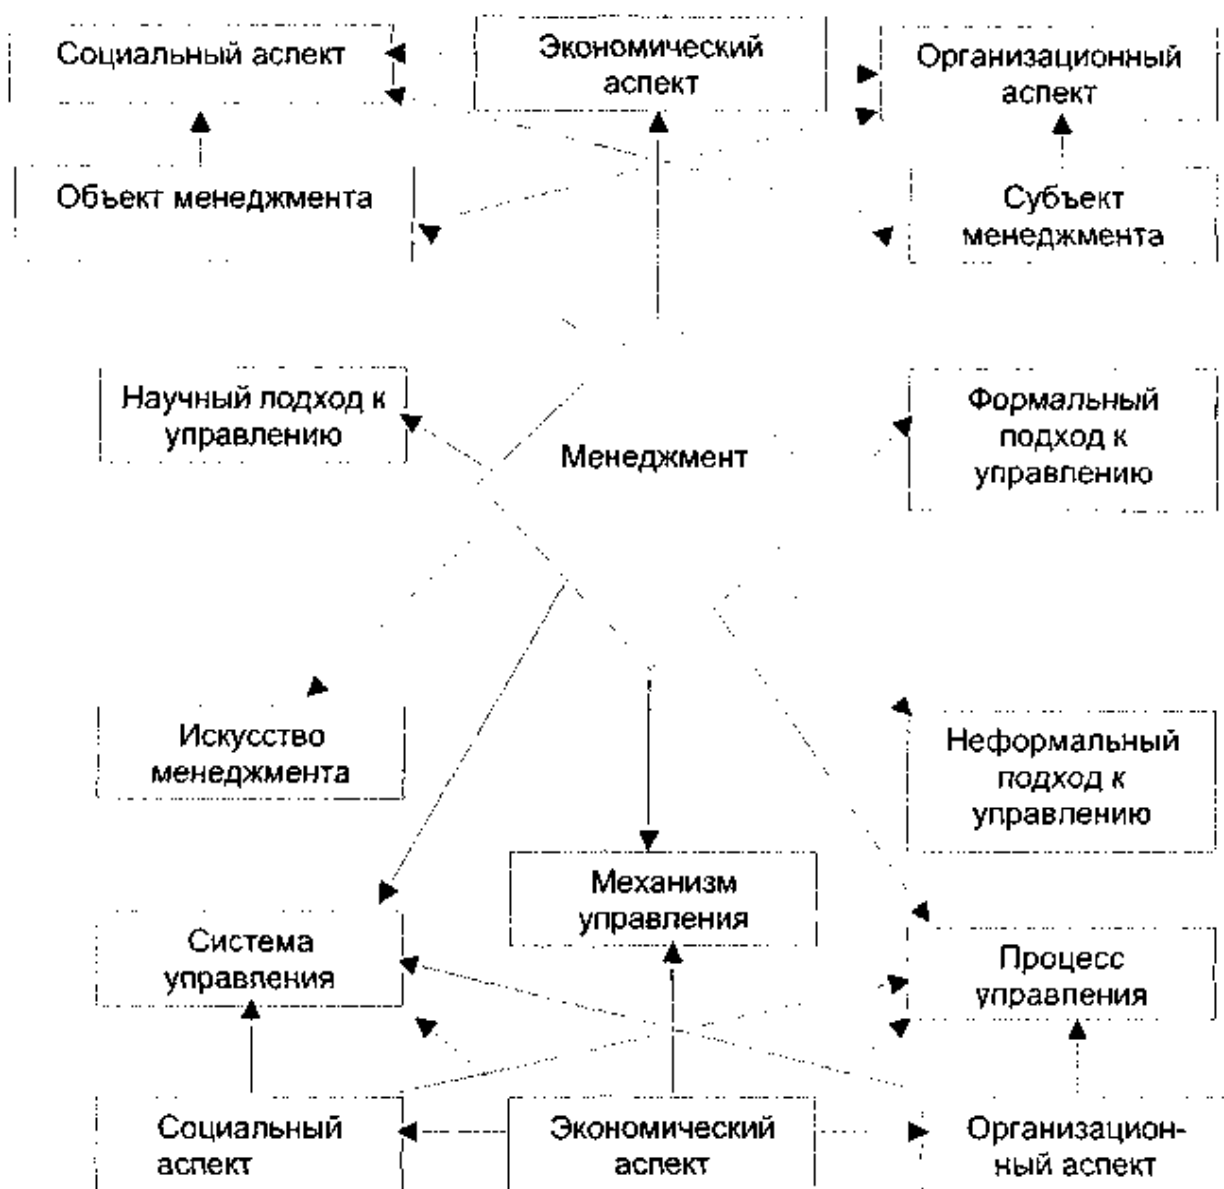 Социальный аспект
Экономический
аспект
Организационный
аспект
Объект менеджмента
Субъект
менеджмента
Научный подход к
управлению
Менеджмент
Формальный
подход к
управлению
Искусство
менеджмента
Неформальный
подход к
управлению
Механизм
управления
Система
управления
Процесс
управления
Социальный
аспект
Экономический
аспект
Организацион-
ный аспект